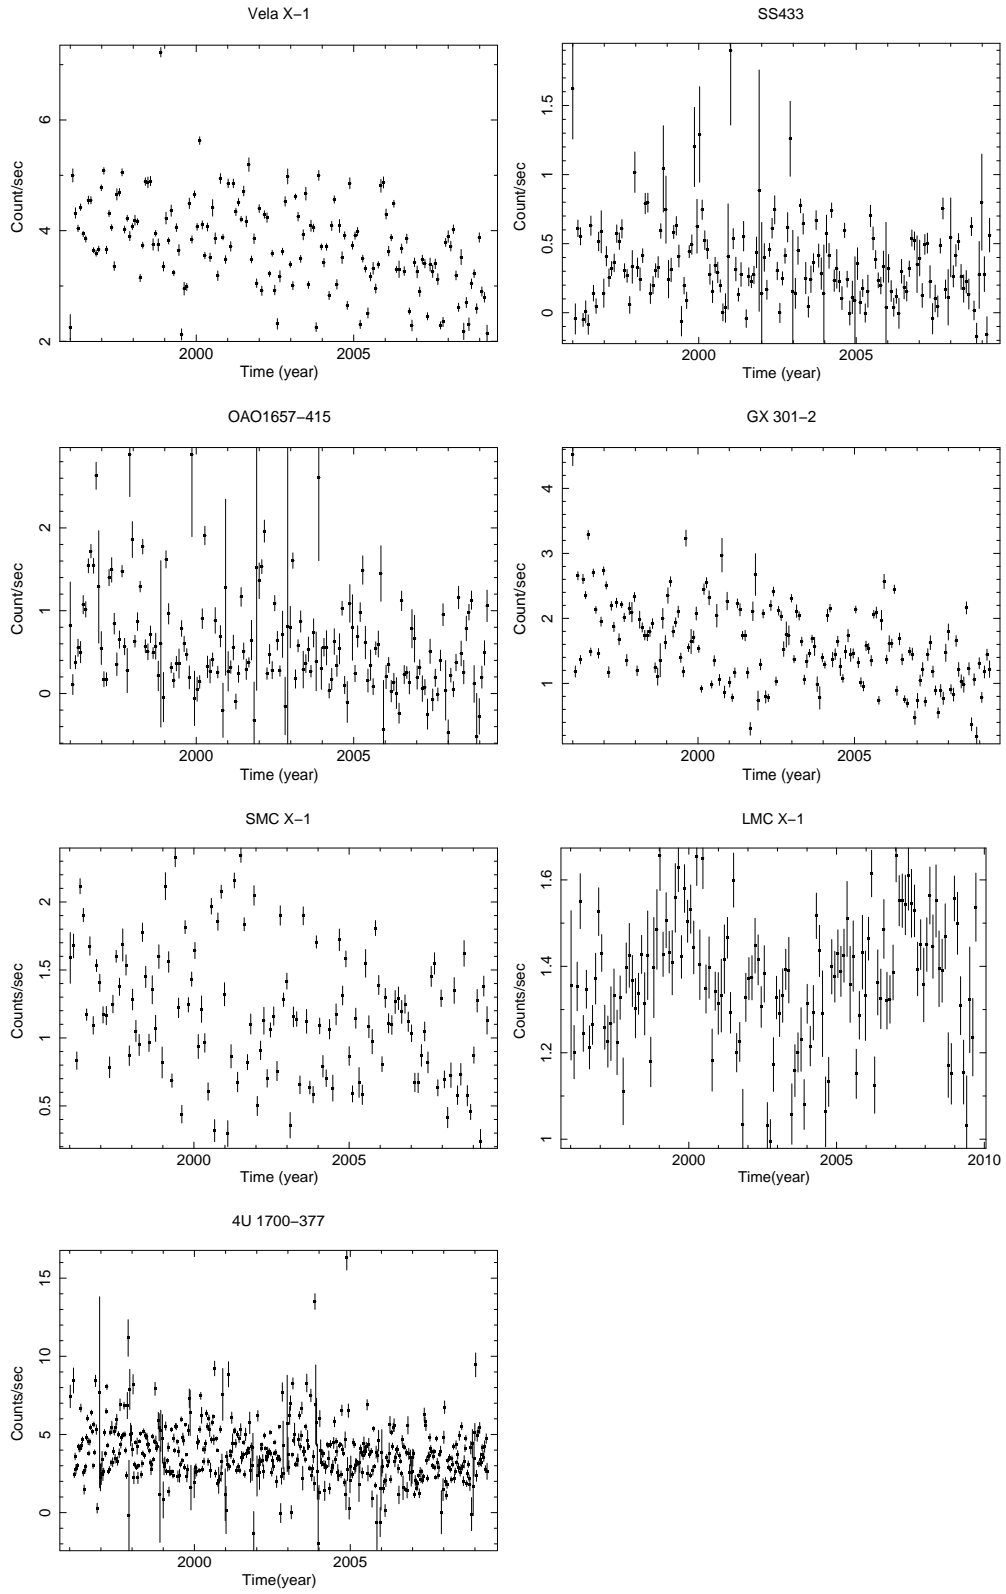 Vela X−1
Count/sec
2
4
6
2000
2005
Time (year)
SS433
Count/sec
0
0.5
1
1.5
2000
2005
Time (year)
OAO1657−415
Count/sec
0
1
2
2000
2005
Time (year)
GX 301−2
Count/sec
1
2
3
4
2000
2005
Time (year)
SMC X−1
Counts/sec
0.5
1
1.5
2
2000
2005
Time (year)
LMC X−1
Counts/sec
1
1.2
1.4
1.6
2000
2005
2010
Time(year)
4U 1700−377
Counts/sec
0
5
10
15
2000
2005
Time(year)